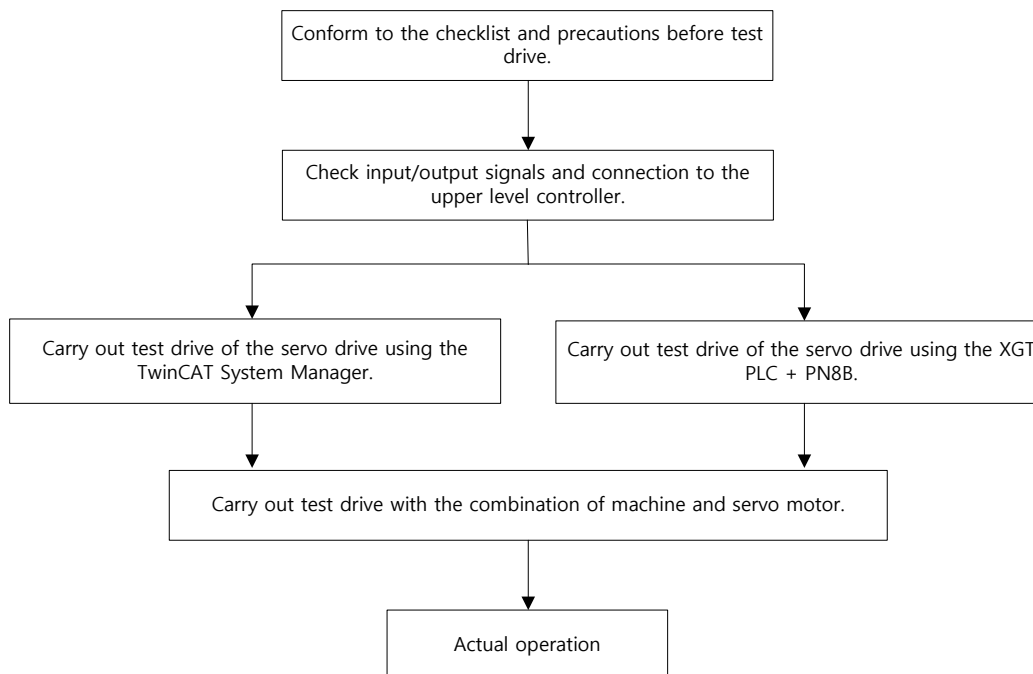 Conform to the checklist and precautions before test
drive.
Check input/output signals and connection to the
upper level controller.
Carry out test drive of the servo drive using the
TwinCAT System Manager.
Carry out test drive of the servo drive using the XGT
PLC + PN8B.
Carry out test drive with the combination of machine and servo motor.
Actual operation